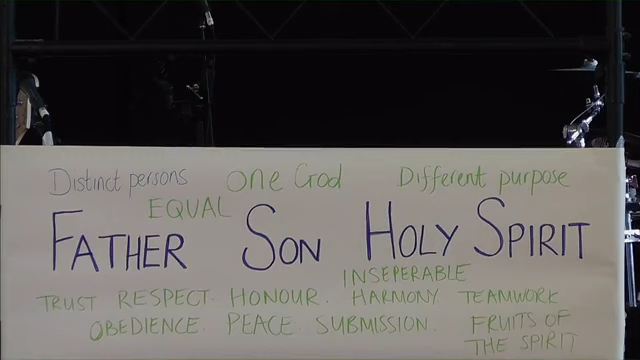 Distinct persons one God Different purpose
EQUAL
FATHER SON HOLY SPIRIT
INSEPERABLE
TRUST RESPECT. HONOUR. HARMONY. TEAMWORK
OBEDIENCE. PEACE SUBMISSION. FRUITS OF
THE SPIRIT